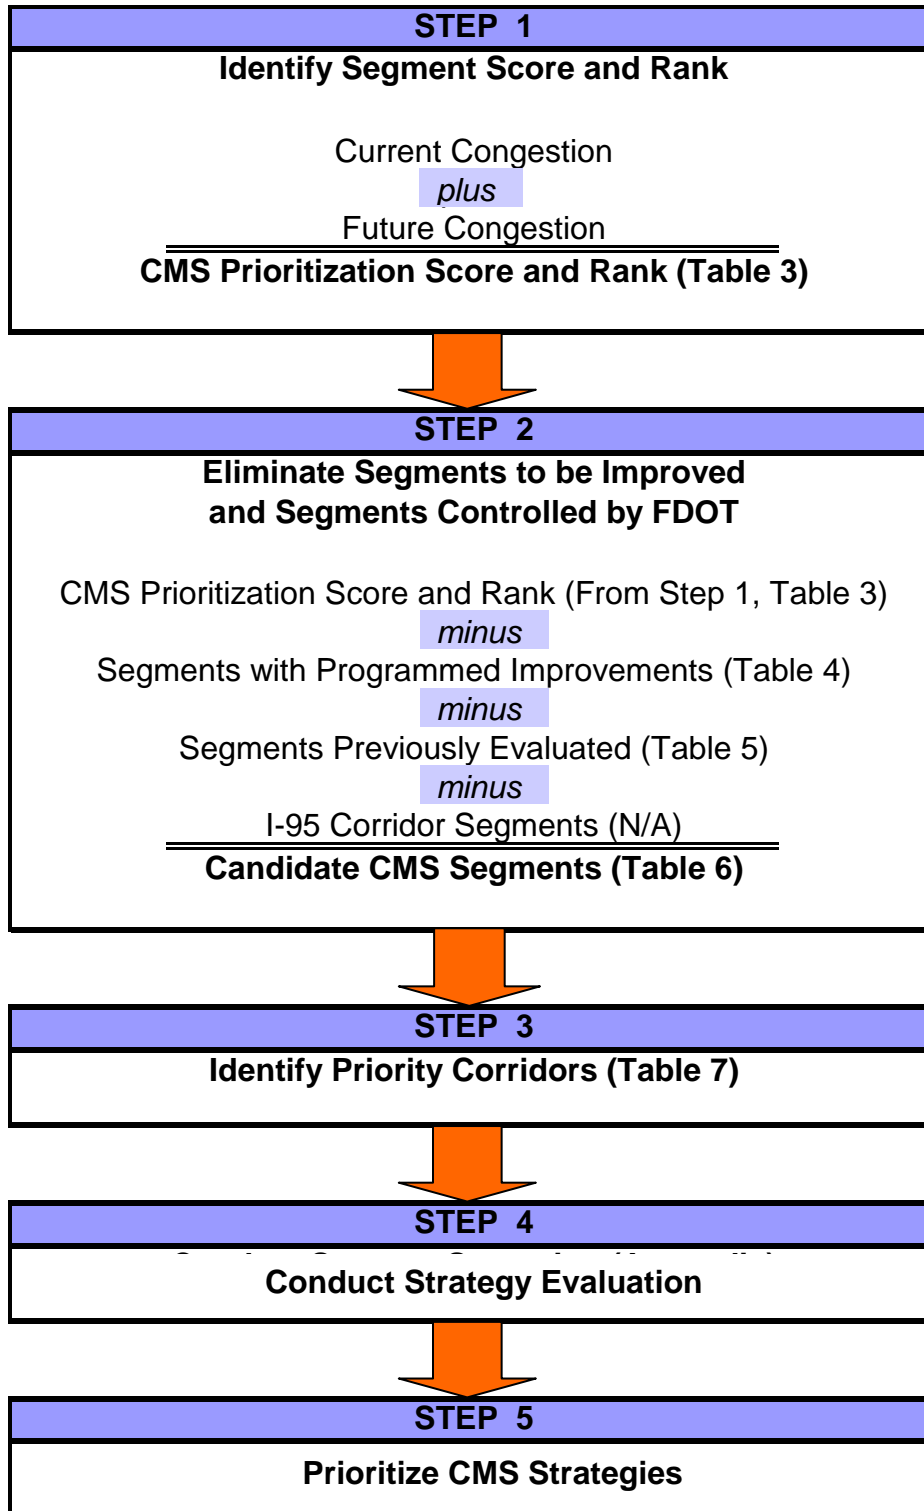 STEP 1
Identify Segment Score and Rank
Current Congestion
plus
Future Congestion
CMS Prioritization Score and Rank (Table 3)
STEP 2
Eliminate Segments to be Improved
and Segments Controlled by FDOT
CMS Prioritization Score and Rank (From Step 1, Table 3)
minus
Segments with Programmed Improvements (Table 4)
minus
Segments Previously Evaluated (Table 5)
minus
I-95 Corridor Segments (N/A)
Candidate CMS Segments (Table 6)
STEP 3
Identify Priority Corridors (Table 7)
STEP 4
Conduct Strategy Evaluation
STEP 5
Prioritize CMS Strategies